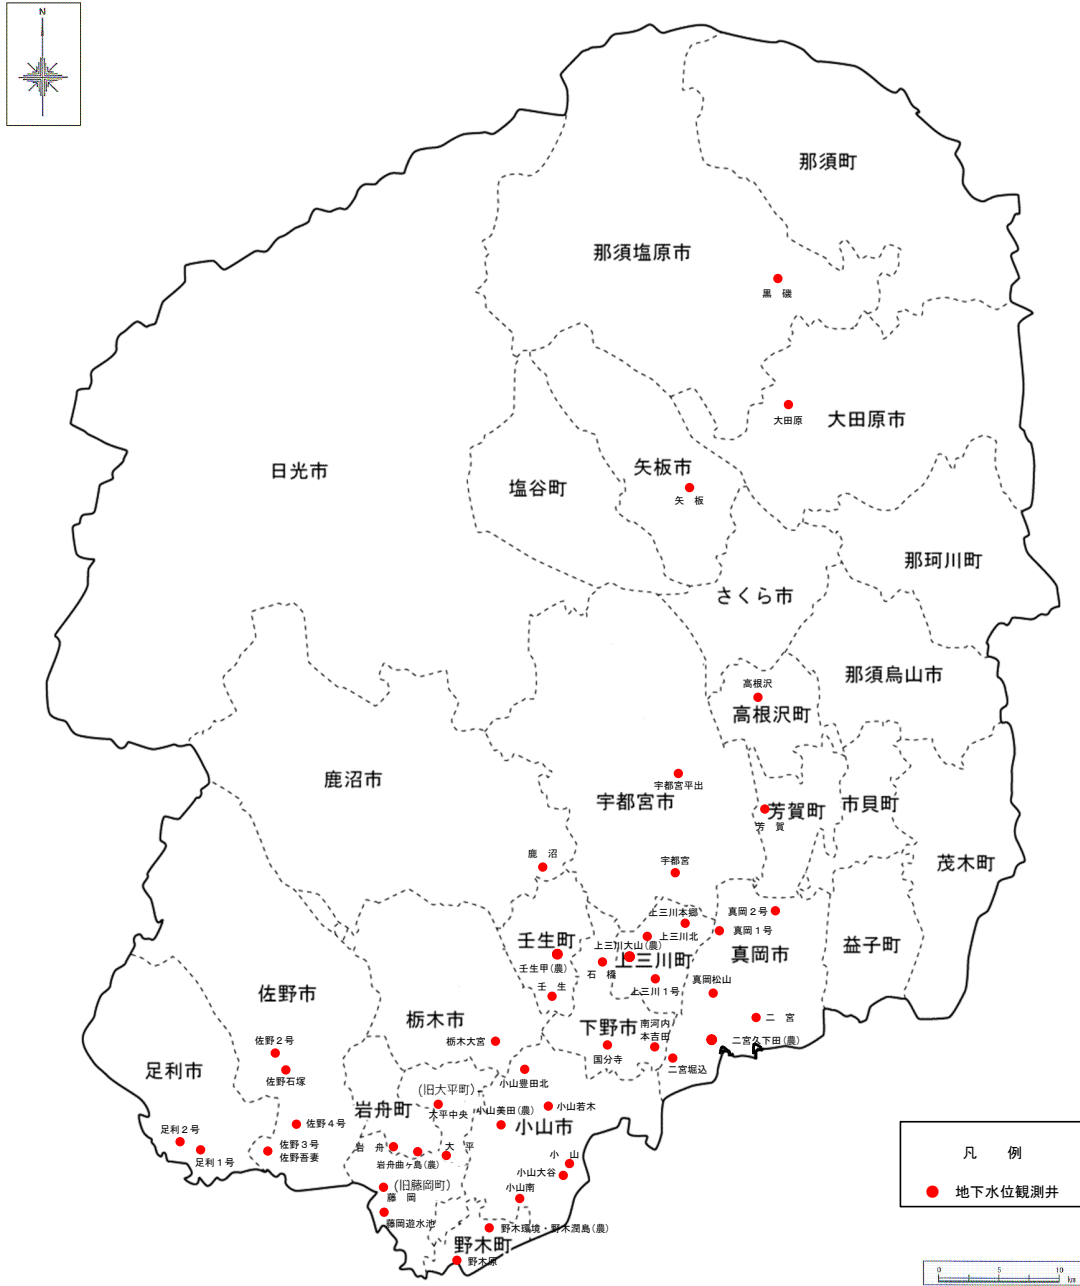 N
那須町
那須塩原市
黒　磯
大田原
大田原市
日光市
矢板市
塩谷町
矢　板
那珂川町
さくら市
那須烏山市
高根沢
高根沢町
鹿沼市
宇都宮平出
宇都宮市
芳賀町
市貝町
芳　賀
鹿　沼
宇都宮
茂木町
上三川本郷
真岡２号
真岡１号
上三川北
壬生町
上三川大山(農)
上三川町
真岡市
益子町
壬生甲(農)
石　橋
真岡松山
壬　生
上三川１号
佐野市
栃木市
下野市
南河内
本吉田
二　宮
栃木大宮
国分寺
二宮久下田(農)
佐野２号
二宮堀込
足利市
佐野石塚
小山豊田北
(旧大平町)
岩舟町
大平中央
小山美田(農)
小山若木
佐野４号
小山市
足利２号
佐野３号
佐野吾妻
岩　舟
大　平
足利１号
岩舟曲ヶ島(農)
小　山
小山大谷
(旧藤岡町)
小山南
藤　岡
藤岡遊水池
野木環境・野木潤島(農)
野木町
野木原
凡　例
地下水位観測井
0 5 10
km